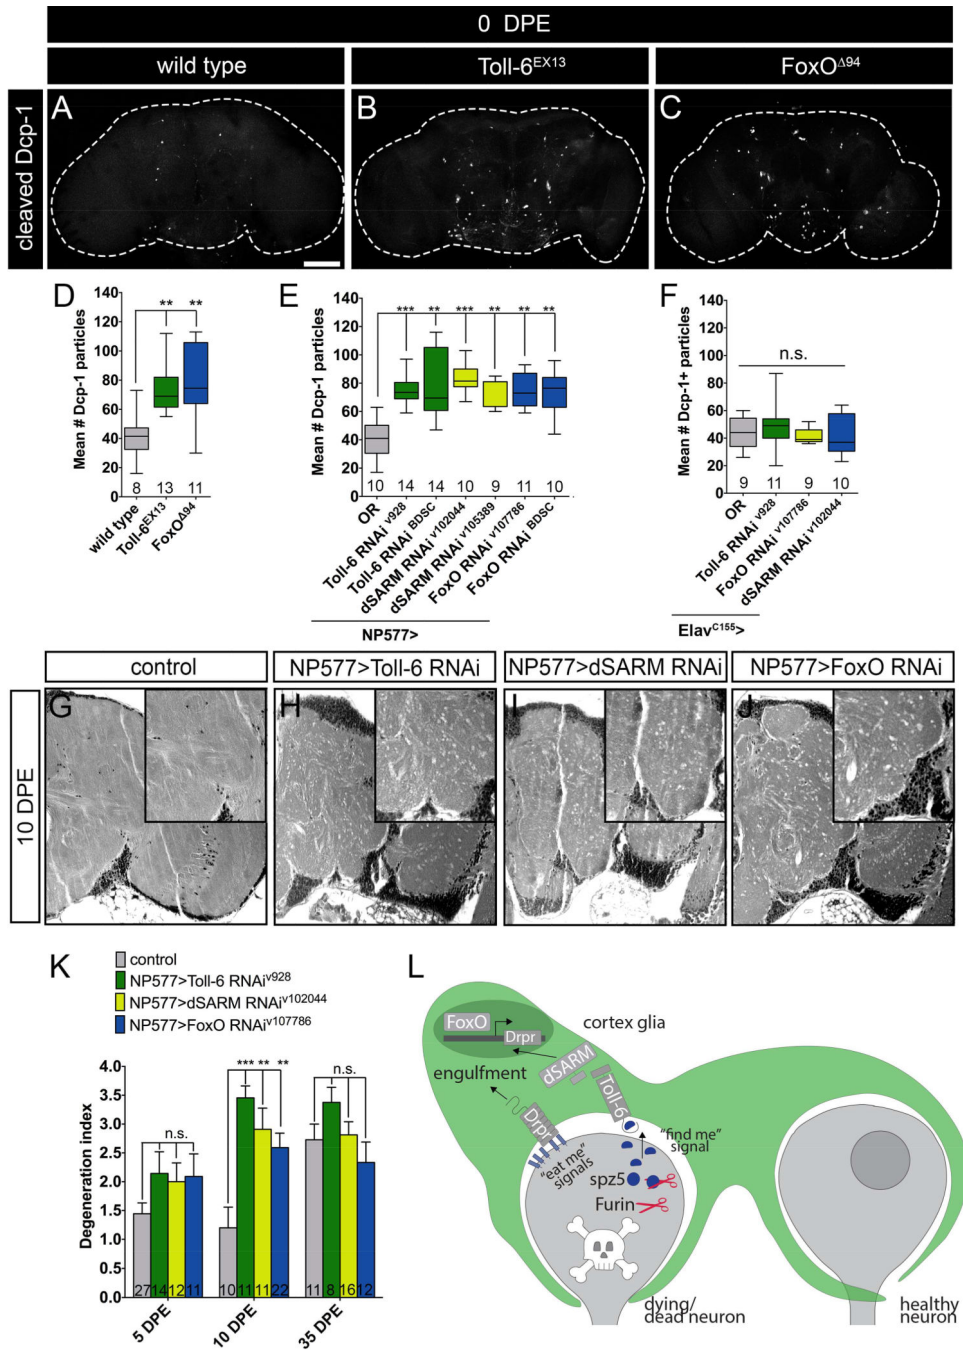 0 DPE
wild type
Toll-6EX13
FoxOΔ94
cleaved Dcp-1
A
B
C
D
Mean # Dcp-1 particles
140
120
100
80
60
40
20
0
**
**
8
13
11
wild type
Toll-6EX13
FoxOΔ94
E
Mean # Dcp-1 particles
140
120
100
80
60
40
20
0
***
**
***
**
**
**
10
14
14
10
9
11
10
OR
Toll-6 RNAi v928
Toll-6 RNAi BDSC
dSARM RNAi v102044
dSARM RNAi v105389
FoxO RNAi v107786
FoxO RNAi BDSC
NP577>
F
Mean # Dcp-1+ particles
140
120
100
80
60
40
20
0
n.s.
9
11
9
10
OR
Toll-6 RNAi v928
FoxO RNAi v107786
dSARM RNAi v102044
ElavC155>
control
NP577>Toll-6 RNAi
NP577>dSARM RNAi
NP577>FoxO RNAi
10 DPE
G
H
I
J
K
control
NP577>Toll-6 RNAiv928
NP577>dSARM RNAiv102044
NP577>FoxO RNAiv107786
Degeneration index
4.0
3.5
3.0
2.5
2.0
1.5
1.0
0.5
0.0
n.s.
***
**
**
n.s.
27
14
12
11
10
11
11
22
11
8
16
12
5 DPE
10 DPE
35 DPE
L
FoxO
Drpr
cortex glia
dSARM
engulfment
Toll-6
Drpr
"find me"
signal
"eat me"
signals
spz5
Furin
dying/
dead neuron
healthy
neuron